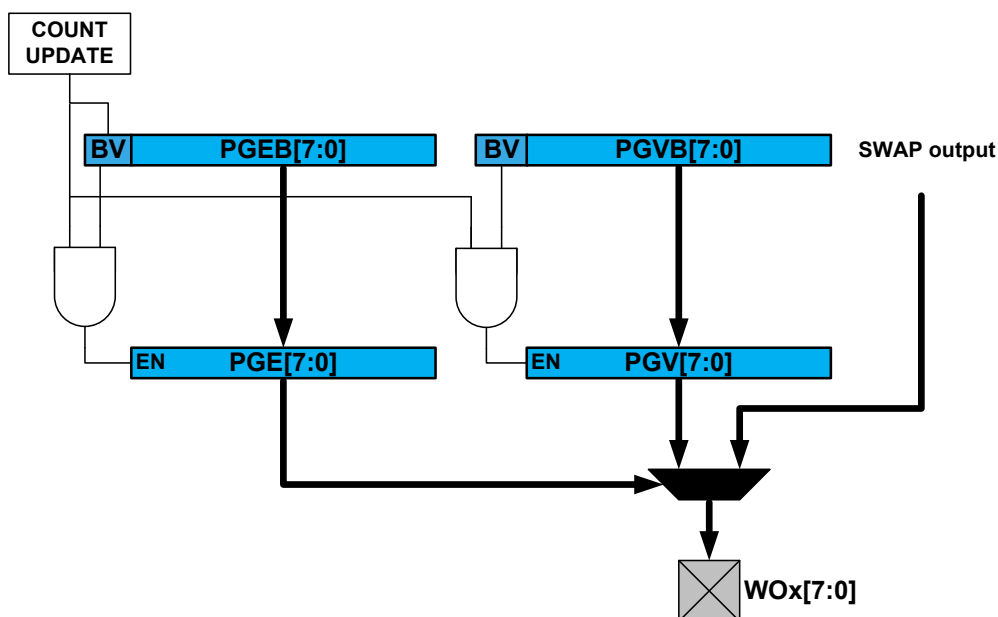 COUNT
UPDATE
BV PGEB[7:0]
BV PGVB[7:0]
SWAP output
EN PGE[7:0]
EN PGV[7:0]
WOx[7:0]